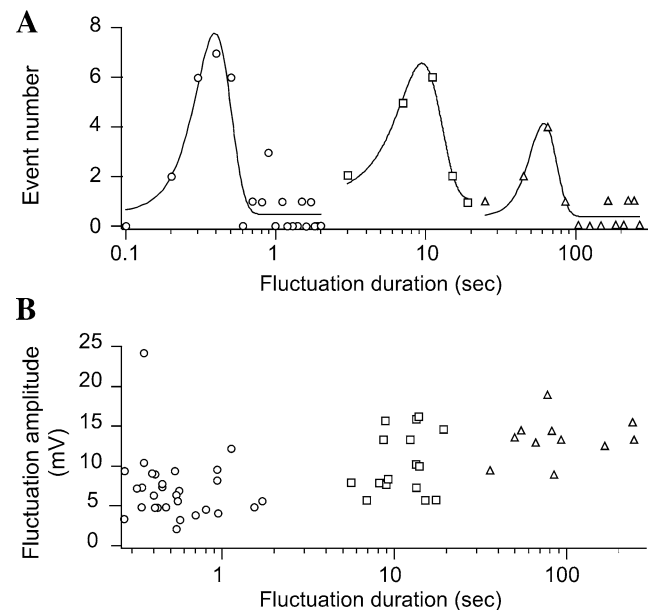 A
8
6
4
2
0
Event number
0.1 1 10 100
Fluctuation duration (sec)
B
25
20
15
10
5
0
Fluctuation amplitude
(mV)
1 10 100
Fluctuation duration (sec)